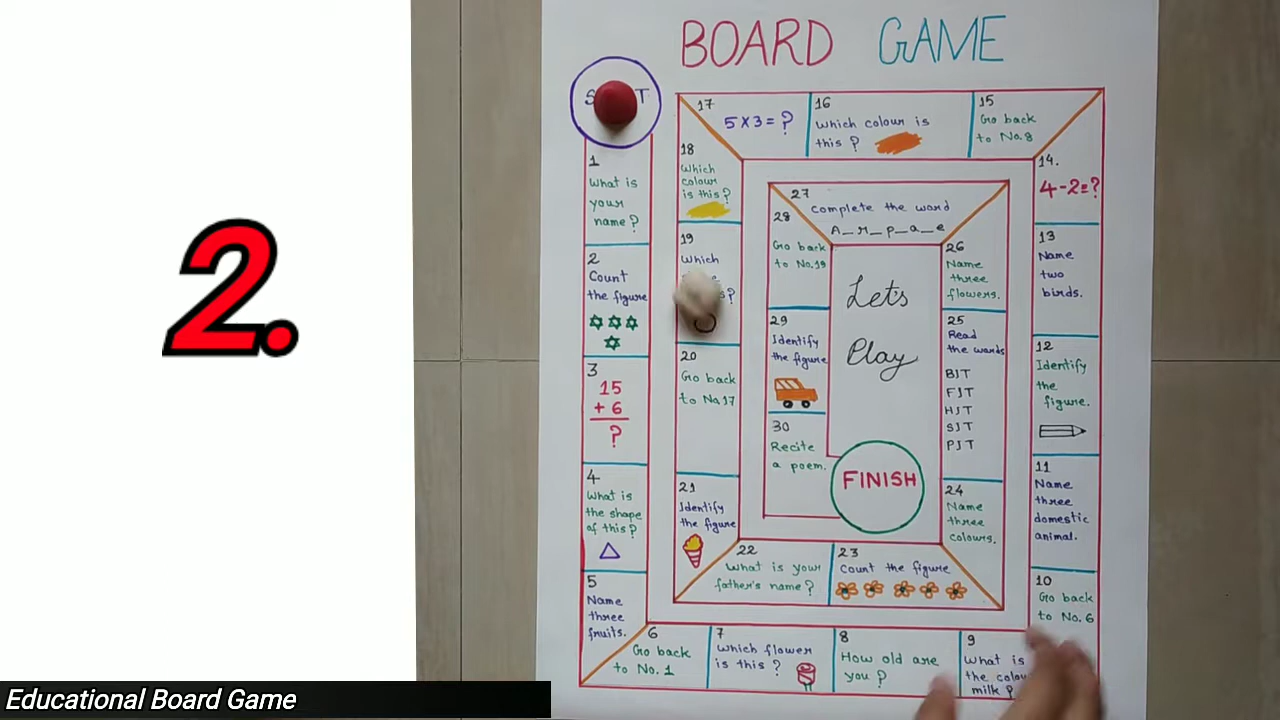 2.
Educational Board Game
BOARD GAME
1
What is
your
name?
2
Count
the figure
3
15
+ 6
?
4
What is
the shape
of this?
5
Name
three
fruits.
6
Go back
to No. 1
7
Which flower
is this ?
8
How old are
you ?
9
What is
the
milk ?
10
Go back
to No. 6
11
Name
three
domestic
animal.
12
Identify
the
figure.
13
Name
two
birds.
14.
4-2=?
15
Go back
to No. 8
16
Which colour is
this ?
17
5x3=?
18
Which
colour
is this?
19
Which
20
Go back
to No 17
21
Identify
the figure
22
What is your
father's name?
23
Count the figure
24
Name
three
colours.
25
Read
the words
BIT
FIT
HIT
SIT
PIT
26
Name
three
flowers.
27
Complete the word
A_r_p_a_e
28
Go back
to No. 19
29
Identify
the figure
30
Recite
a poem.
Let's
Play
FINISH